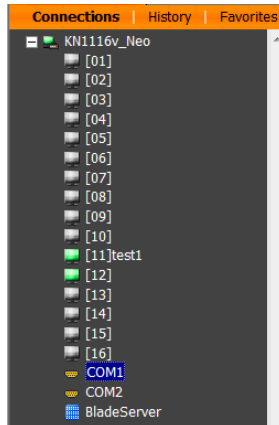 Connections | History | Favorites
KN1116v_Neo
[01]
[02]
[03]
[04]
[05]
[06]
[07]
[08]
[09]
[10]
[11]test1
[12]
[13]
[14]
[15]
[16]
COM1
COM2
BladeServer